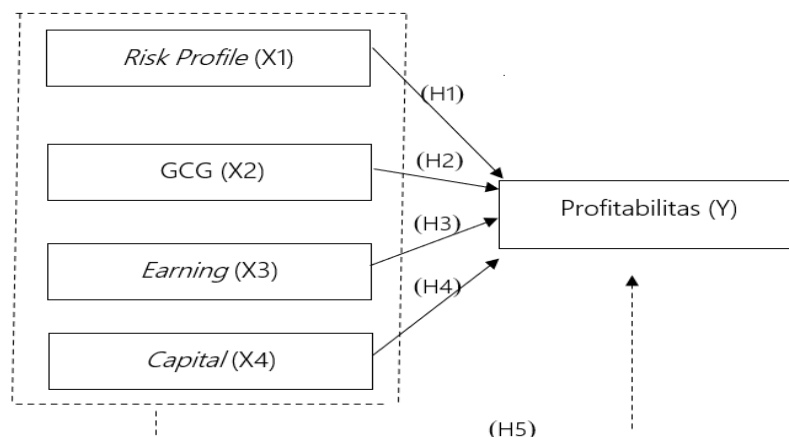 Risk Profile (X1)
(H1)
GCG (X2)
(H2)
Profitabilitas (Y)
(H3)
Earning (X3)
(H4)
Capital (X4)
(H5)